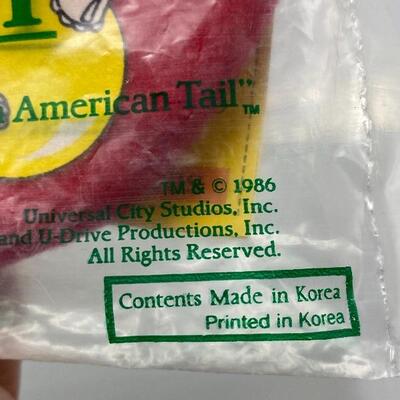 American Tail"™
TM & © 1986
Universal City Studios, Inc.
and U-Drive Productions, Inc.
All Rights Reserved.
Contents Made in Korea
Printed in Korea